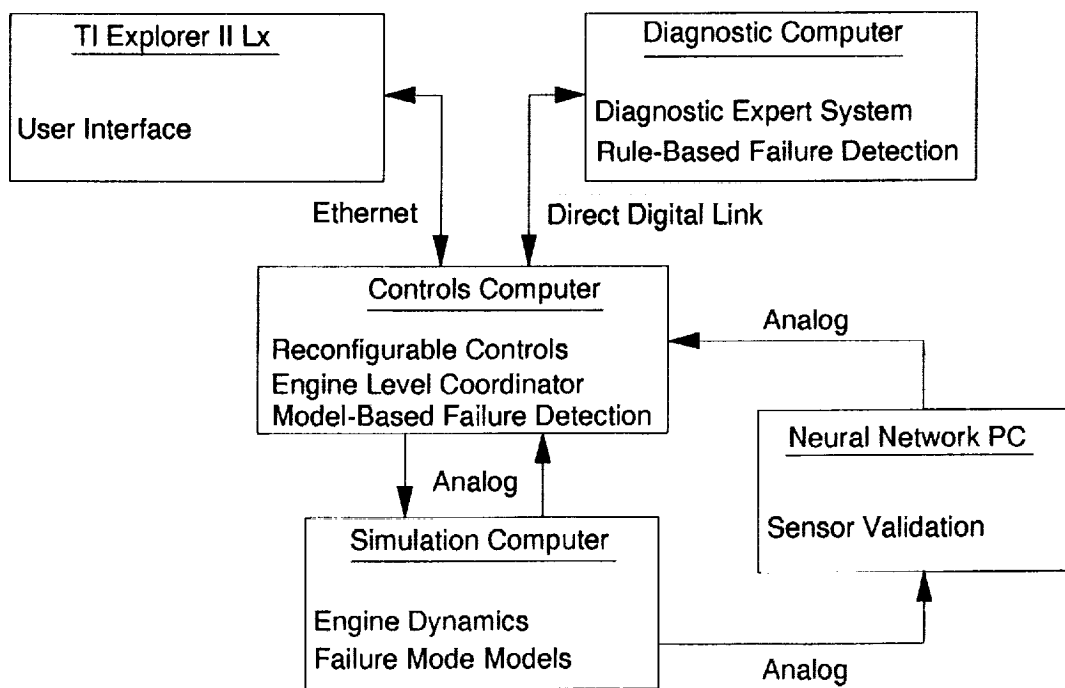 TI Explorer II Lx
User Interface
Diagnostic Computer
Diagnostic Expert System
Rule-Based Failure Detection
Ethernet
Direct Digital Link
Controls Computer
Reconfigurable Controls
Engine Level Coordinator
Model-Based Failure Detection
Analog
Neural Network PC
Sensor Validation
Analog
Simulation Computer
Engine Dynamics
Failure Mode Models
Analog